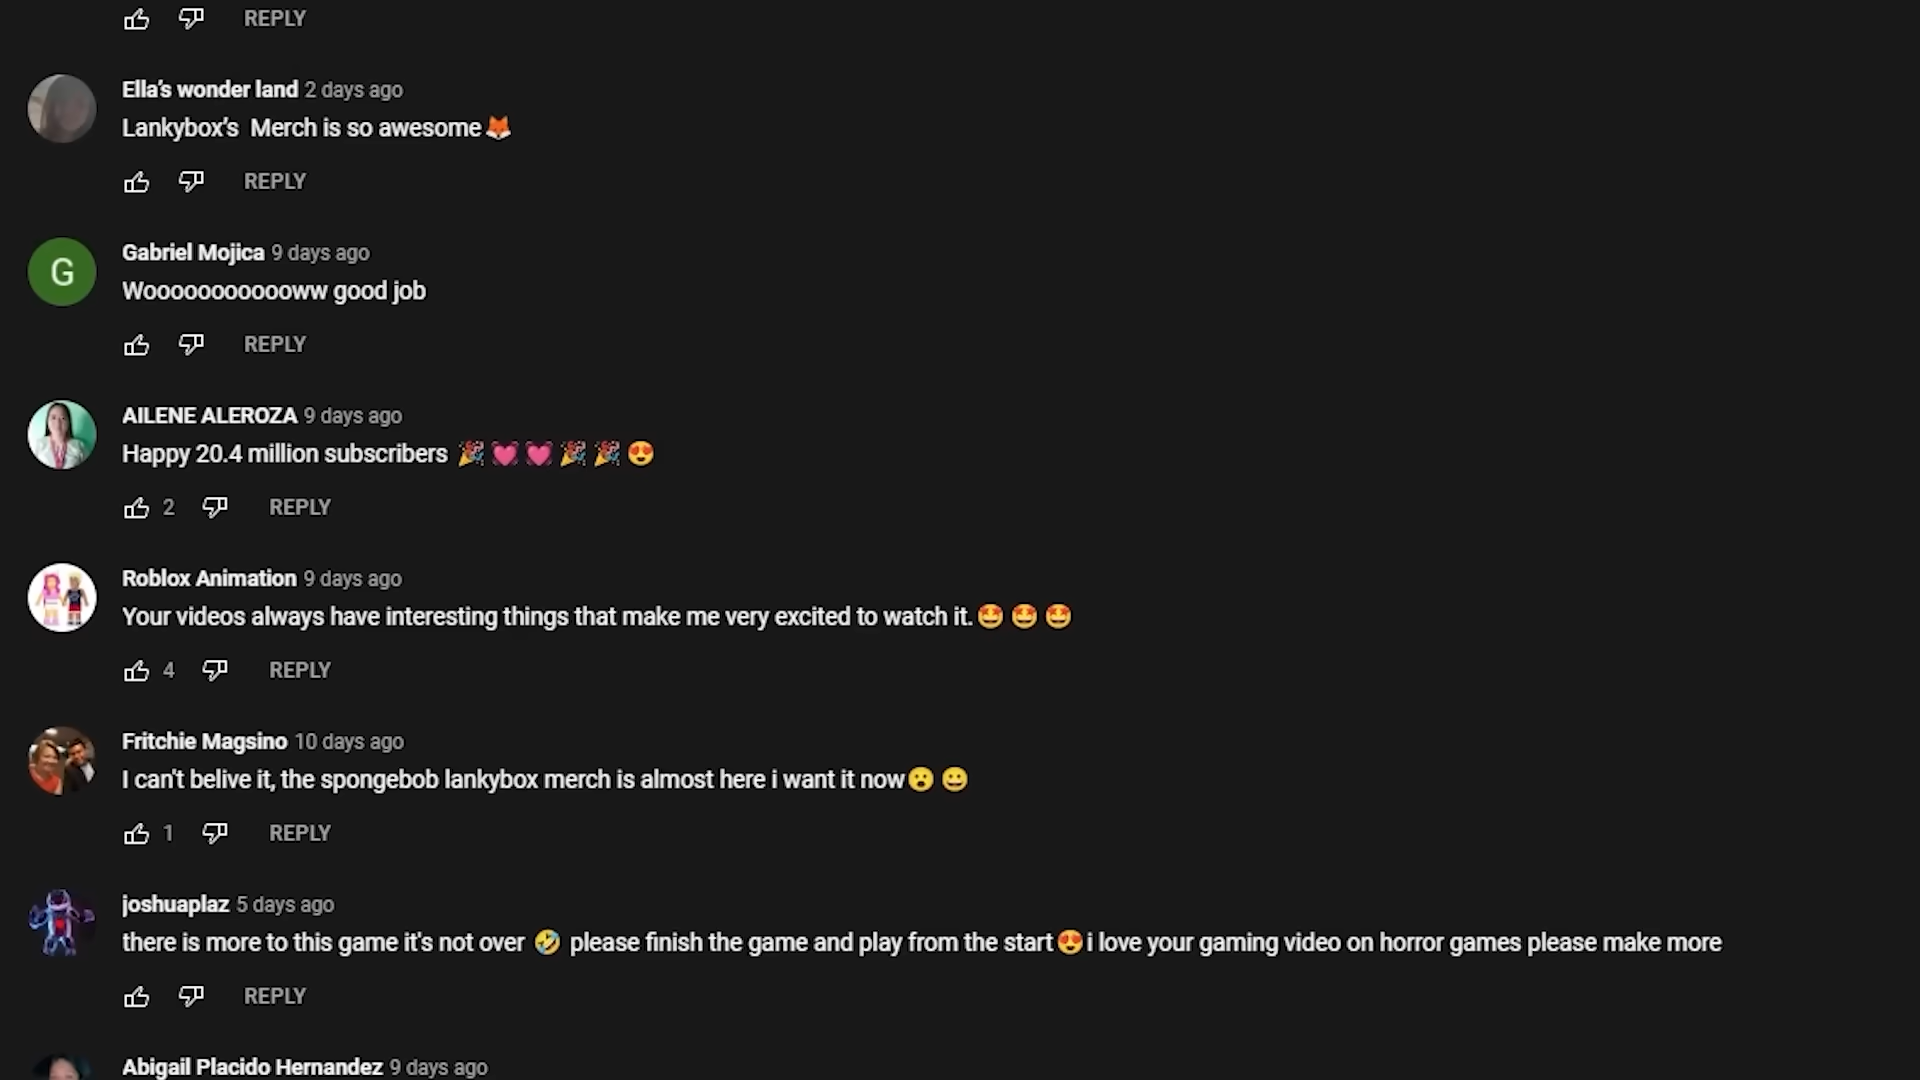 REPLY
Ella’s wonder land 2 days ago
Lankybox’s  Merch is so awesome🦊
REPLY
G
Gabriel Mojica 9 days ago
Woooooooooooww good job
REPLY
AILENE ALEROZA 9 days ago
Happy 20.4 million subscribers 🎉💓💓🎉🎉😍
2 REPLY
Roblox Animation 9 days ago
Your videos always have interesting things that make me very excited to watch it.🤩🤩🤩
4 REPLY
Fritchie Magsino 10 days ago
I can't belive it, the spongebob lankybox merch is almost here i want it now😮😀
1 REPLY
joshuaplaz 5 days ago
there is more to this game it's not over 🤣 please finish the game and play from the start😍i love your gaming video on horror games please make more
REPLY
Abigail Placido Hernandez 9 days ago